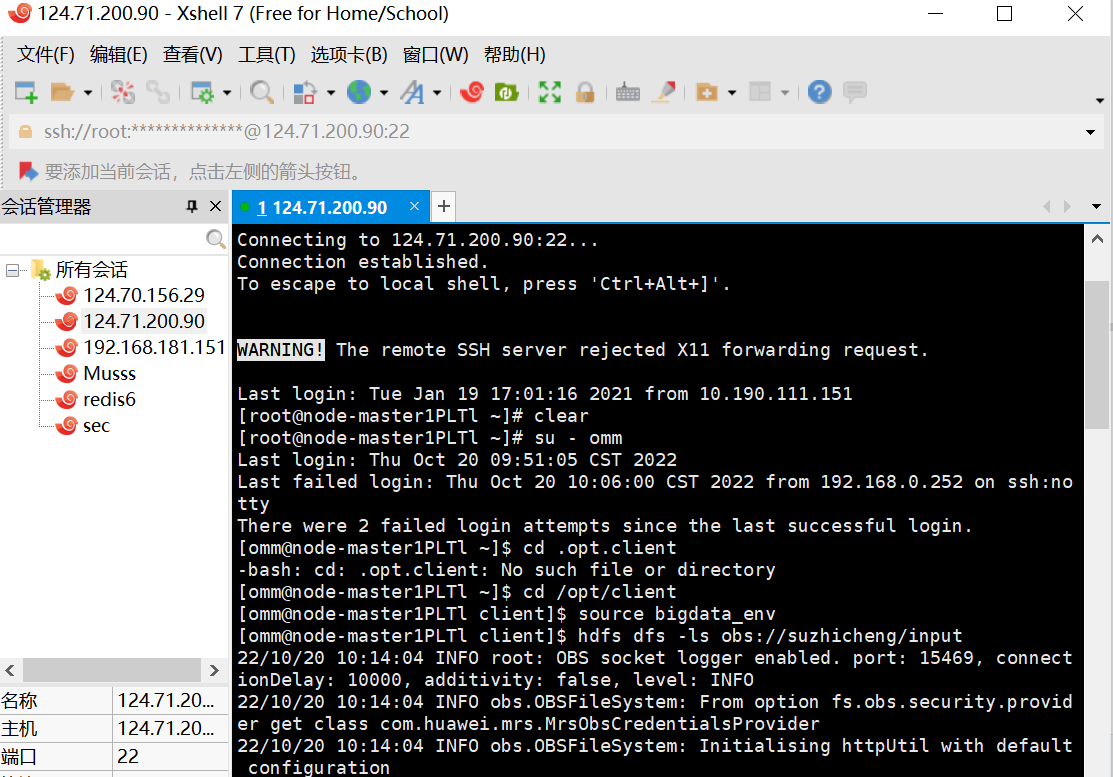 124.71.200.90 - Xshell 7 (Free for Home/School)
文件(F) 编辑(E) 查看(V) 工具(T) 选项卡(B) 窗口(W) 帮助(H)
ssh://root:**************@124.71.200.90:22
要添加当前会话，点击左侧的箭头按钮。
会话管理器
1 124.71.200.90
所有会话
124.70.156.29
124.71.200.90
192.168.181.151
Musss
redis6
sec
名称 124.71.20...
主机 124.71.20...
端口 22
Connecting to 124.71.200.90:22...
Connection established.
To escape to local shell, press 'Ctrl+Alt+]'.
WARNING! The remote SSH server rejected X11 forwarding request.
Last login: Tue Jan 19 17:01:16 2021 from 10.190.111.151
[root@node-master1PLTl ~]# clear
[root@node-master1PLTl ~]# su - omm
Last login: Thu Oct 20 09:51:05 CST 2022
Last failed login: Thu Oct 20 10:06:00 CST 2022 from 192.168.0.252 on ssh:no
tty
There were 2 failed login attempts since the last successful login.
[omm@node-master1PLTl ~]$ cd .opt.client
-bash: cd: .opt.client: No such file or directory
[omm@node-master1PLTl ~]$ cd /opt/client
[omm@node-master1PLTl client]$ source bigdata_env
[omm@node-master1PLTl client]$ hdfs dfs -ls obs://suzhicheng/input
22/10/20 10:14:04 INFO root: OBS socket logger enabled. port: 15469, connect
ionDelay: 10000, additivity: false, level: INFO
22/10/20 10:14:04 INFO obs.OBSFileSystem: From option fs.obs.security.provid
er get class com.huawei.mrs.MrsObsCredentialsProvider
22/10/20 10:14:04 INFO obs.OBSFileSystem: Initialising httpUtil with default
configuration